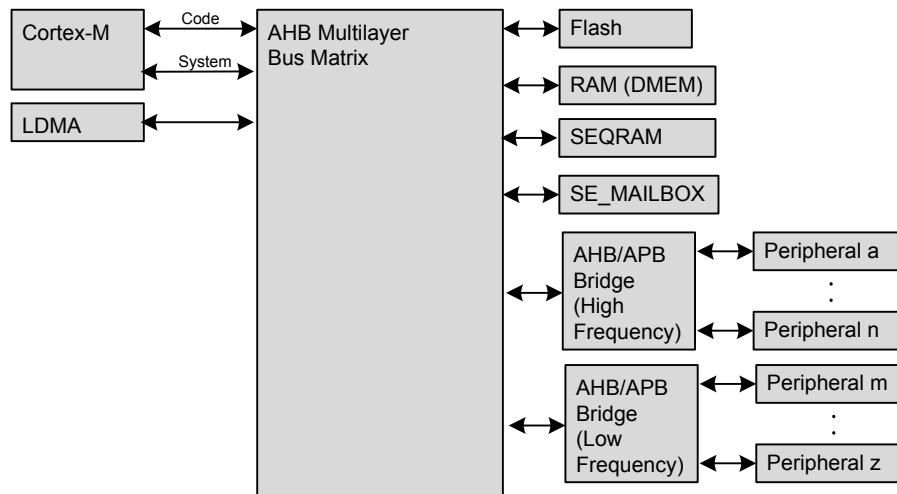 Cortex-M
Code
System
LDMA
AHB Multilayer
Bus Matrix
Flash
RAM (DMEM)
SEQRAM
SE_MAILBOX
AHB/APB
Bridge
(High
Frequency)
Peripheral a
Peripheral n
AHB/APB
Bridge
(Low
Frequency)
Peripheral m
Peripheral z